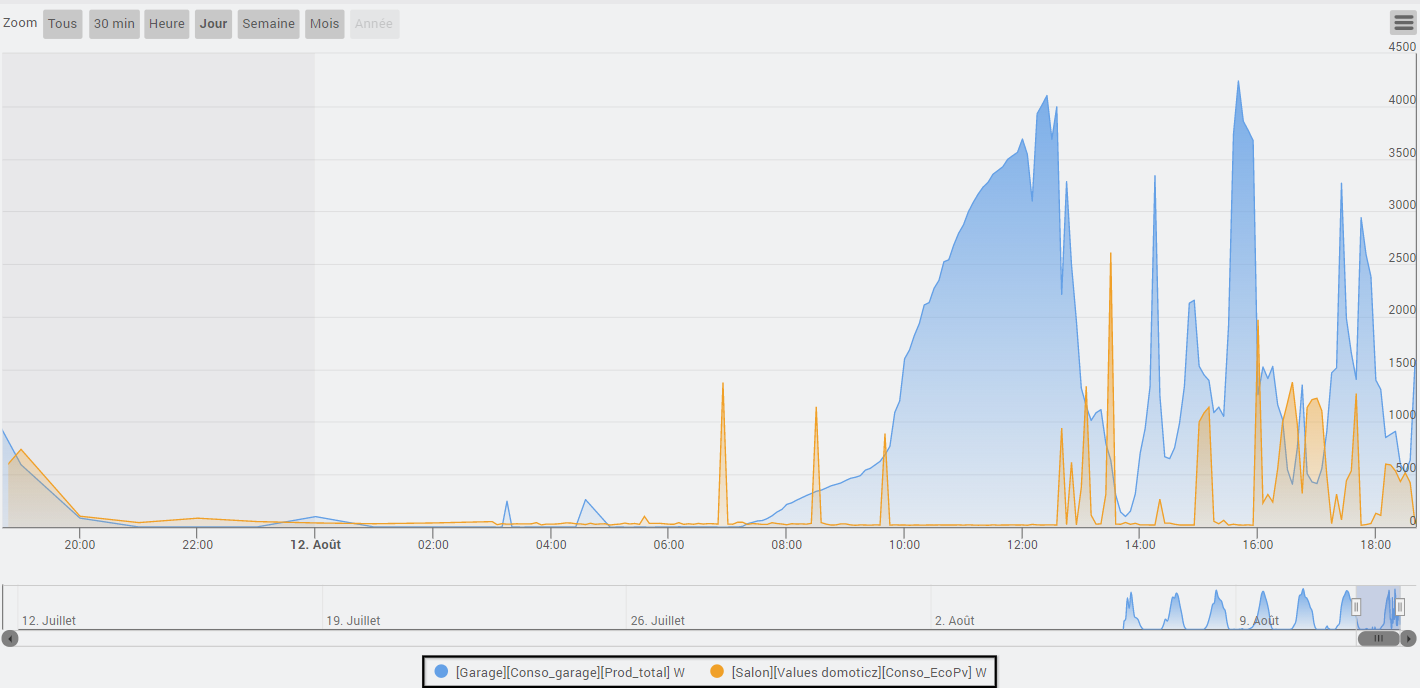 Zoom Tous 30 min Heure Jour Semaine Mois Année
4500
4000
3500
3000
2500
2000
1500
1000
500
0
20:00 22:00 12. Août 02:00 04:00 06:00 08:00 10:00 12:00 14:00 16:00 18:00
12. Juillet 19. Juillet 26. Juillet 2. Août 9. Août
[Garage][Conso_garage][Prod_total] W [Salon][Values domoticz][Conso_EcoPv] W